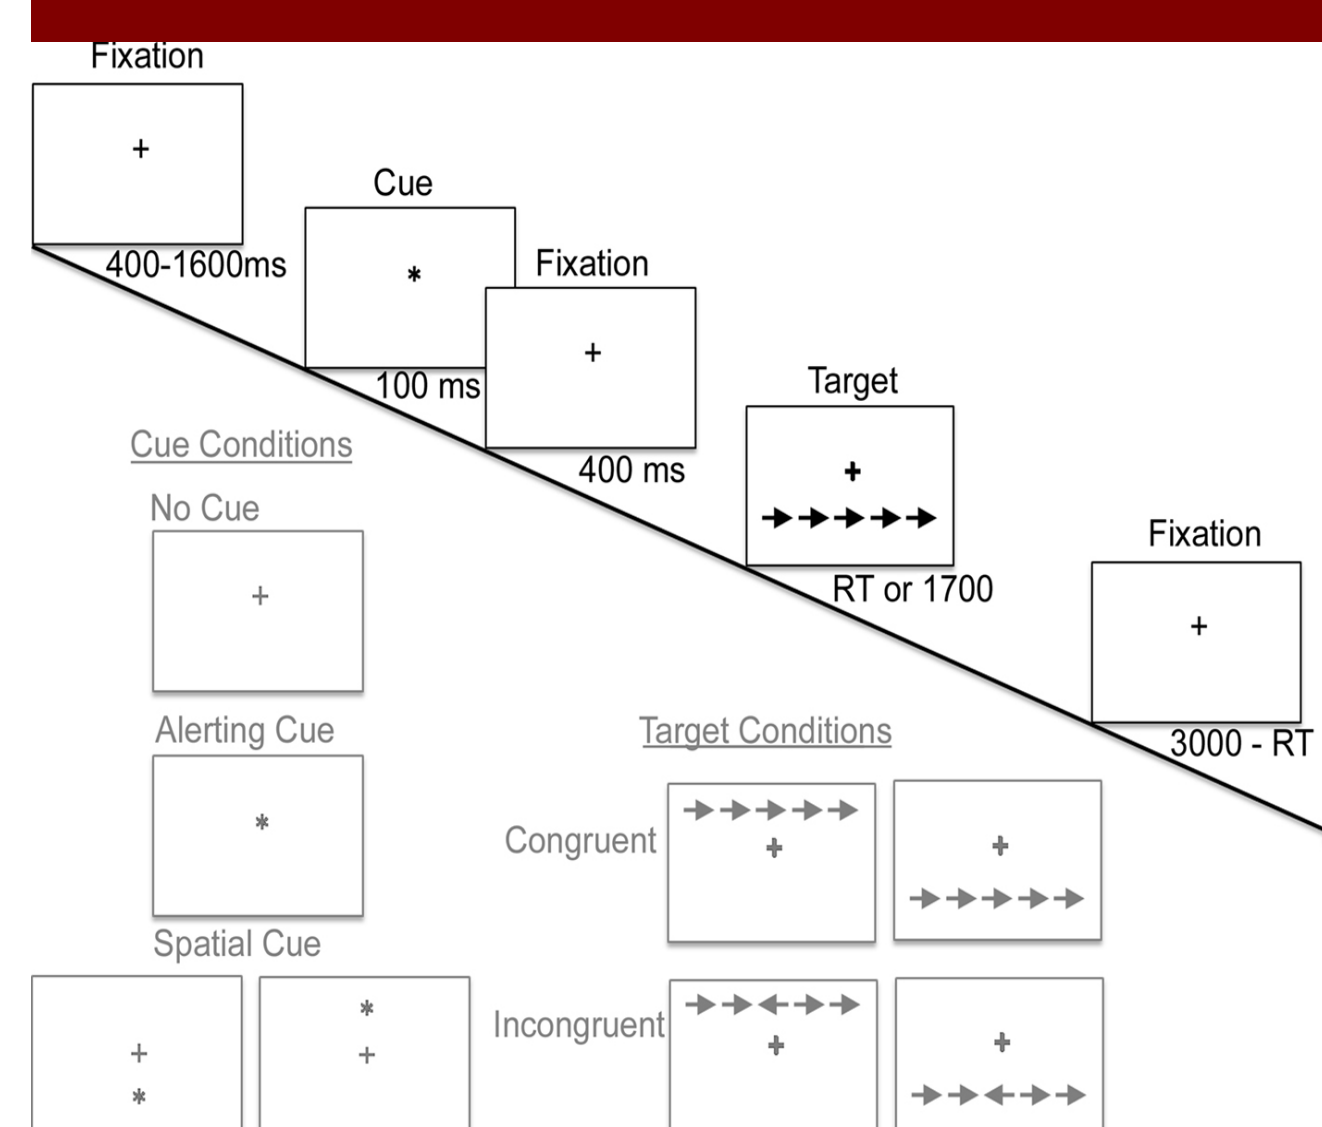 Fixation
+
400-1600ms
Cue
*
100 ms
Fixation
+
400 ms
Target
+
RT or 1700
Fixation
+
3000 - RT
Cue Conditions
No Cue
+
Alerting Cue
*
Spatial Cue
+
*
*
+
Target Conditions
Congruent
+
+
Incongruent
+
+